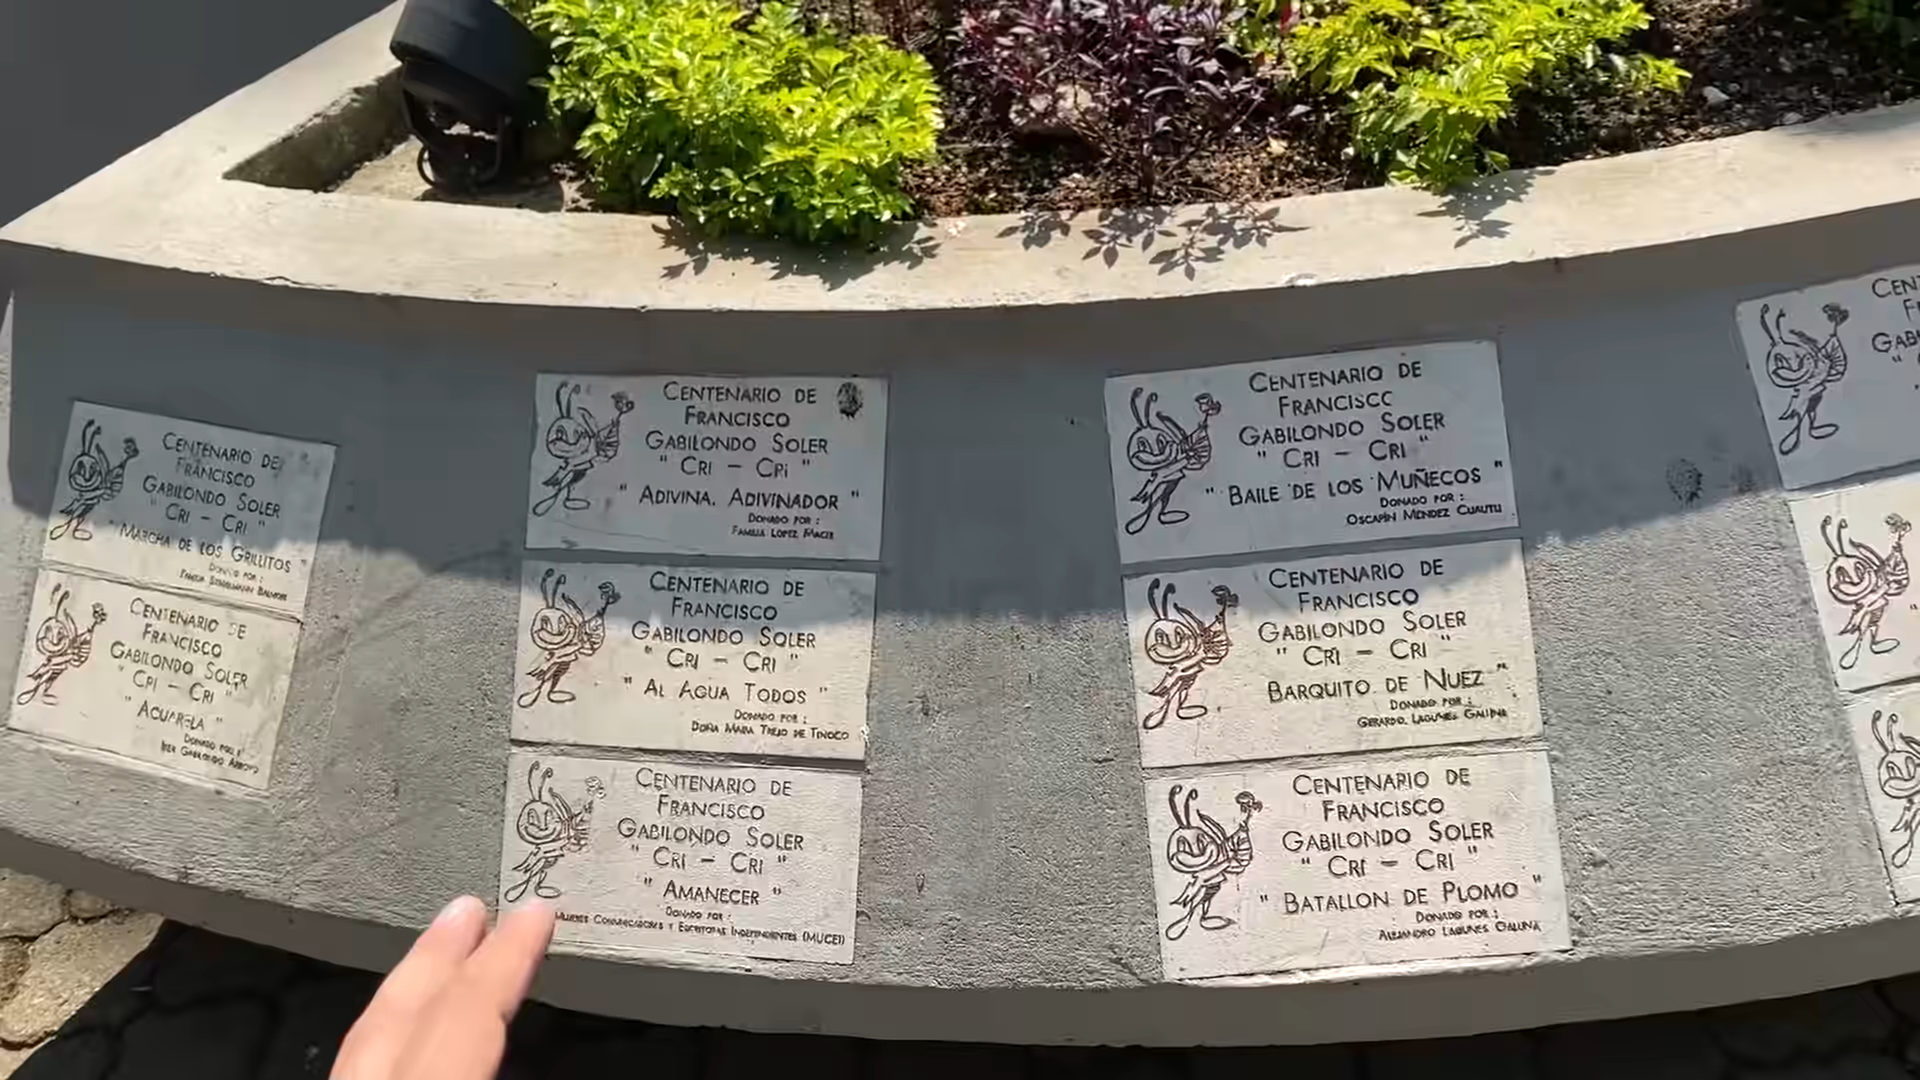 CENTENARIO DE
FRANCISCO
GABILONDO SOLER
" CRI - CRI "
" MARCHA DE LOS GRILLITOS "
DONADO POR :
CENTENARIO DE
FRANCISCO
GABILONDO SOLER
" CRI - CRI "
" ACUARELA "
DONADO POR :
GABILONDO ARROYO
CENTENARIO DE
FRANCISCO
GABILONDO SOLER
" CRI - CRI "
" ADIVINA, ADIVINADOR "
DONADO POR :
FAMILIA LOPEZ
CENTENARIO DE
FRANCISCO
GABILONDO SOLER
" CRI - CRI "
" AL AGUA TODOS "
DONADO POR :
DOÑA MARIA TREJO DE TINOCO
CENTENARIO DE
FRANCISCO
GABILONDO SOLER
" CRI - CRI "
" AMANECER "
DONADO POR :
MUJERES COMUNICADORAS Y ESCRITORAS INDEPENDIENTES (MUCEI)
CENTENARIO DE
FRANCISCO
GABILONDO SOLER
" CRI - CRI "
" BAILE DE LOS MUÑECOS "
DONADO POR :
MENDEZ CUAUTLI
CENTENARIO DE
FRANCISCO
GABILONDO SOLER
" CRI - CRI "
BARQUITO DE NUEZ "
DONADO POR :
GERARDO LAGUNES GALINA
CENTENARIO DE
FRANCISCO
GABILONDO SOLER
" CRI - CRI "
" BATALLON DE PLOMO "
DONADO POR :
ALEJANDRO LAGUNES GALINA
CEN
F
GAB